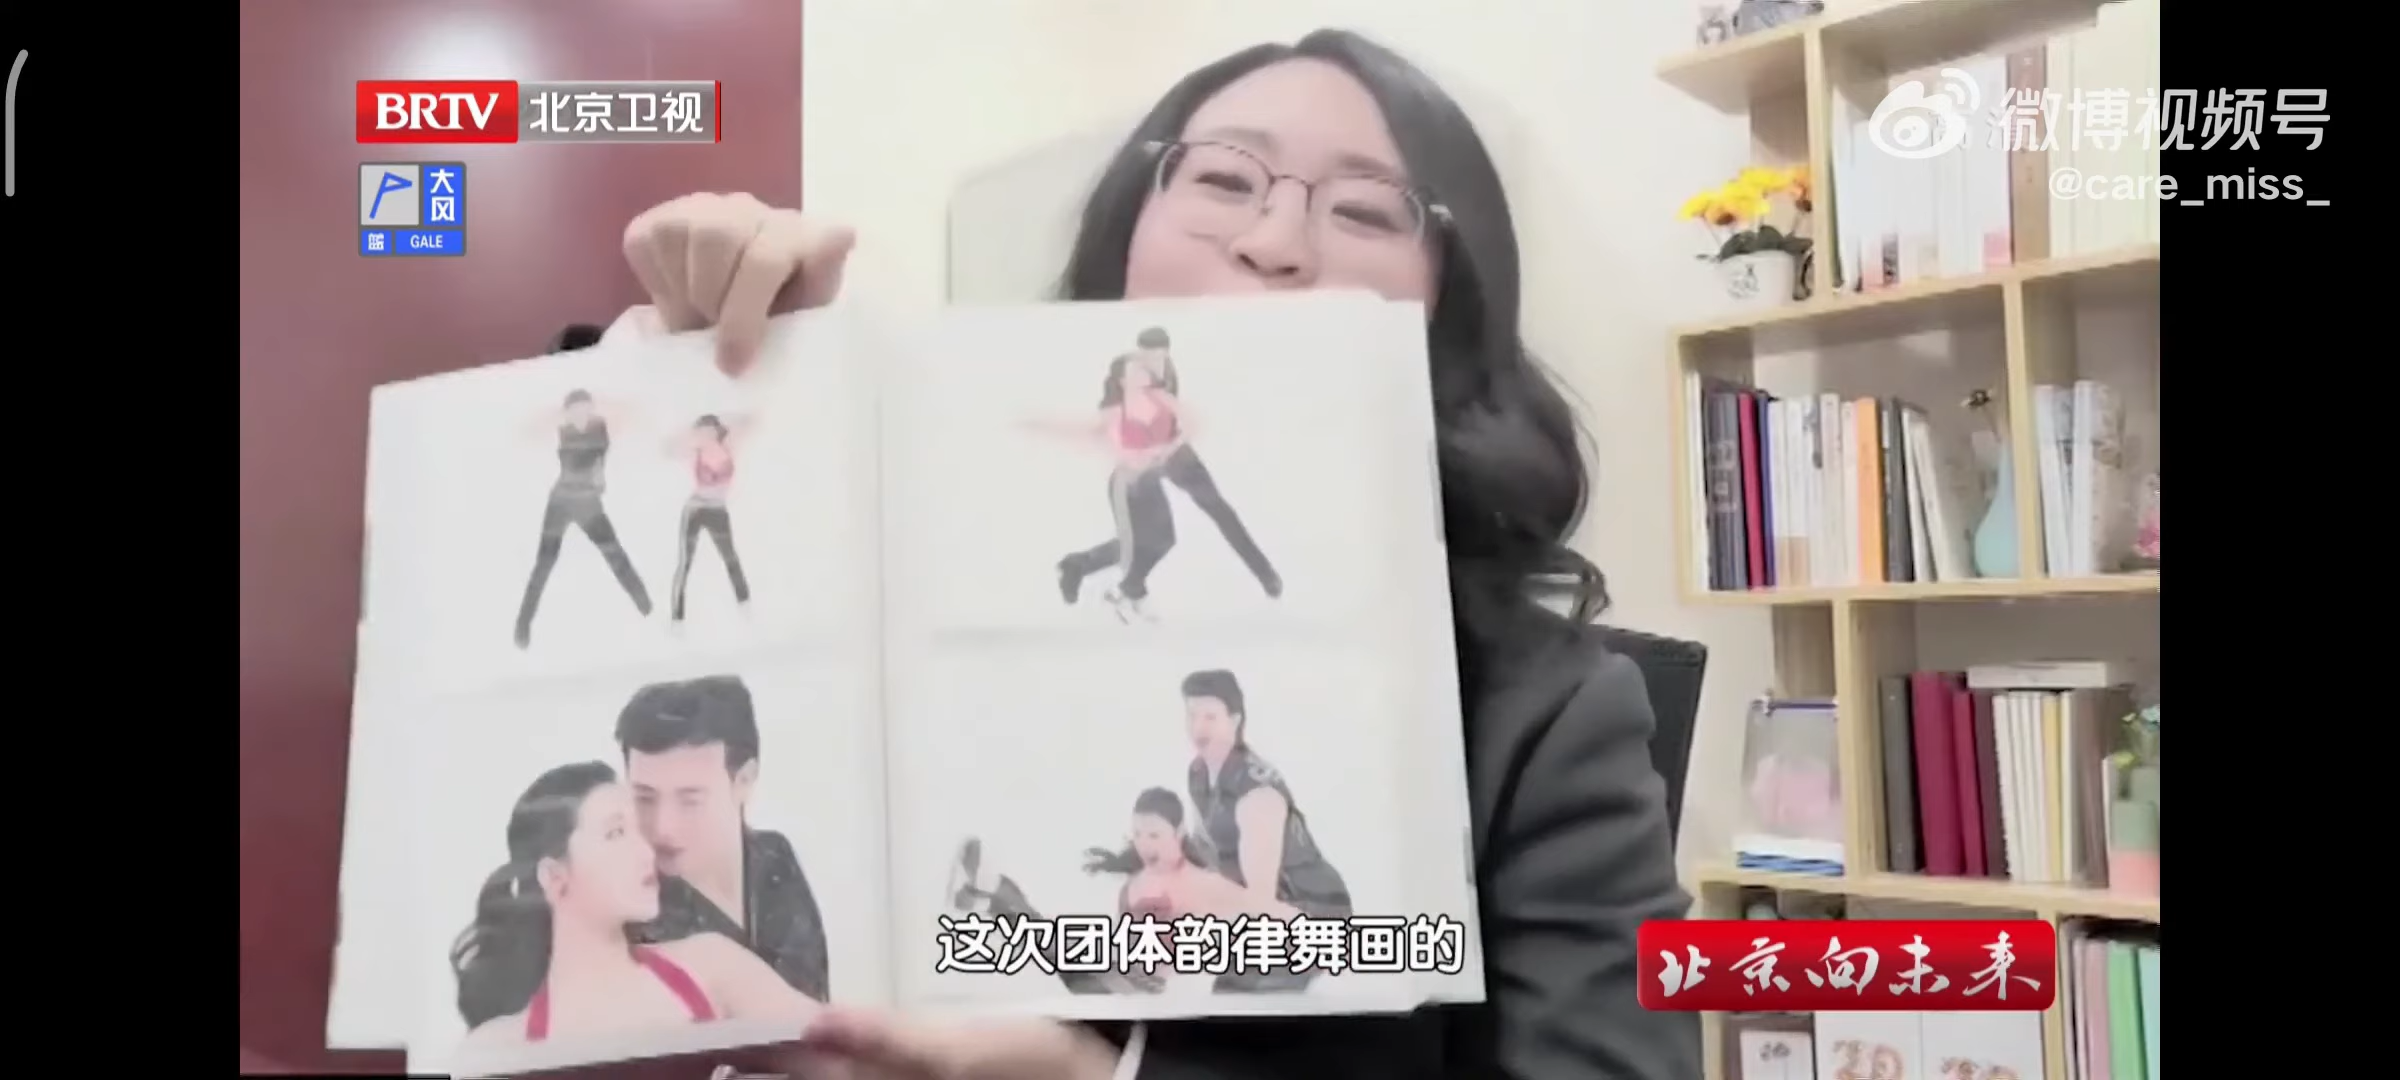 BRTV 北京卫视
大风
蓝 GALE
微博视频号
@care_miss_
这次团体韵律舞画的
北京向未来